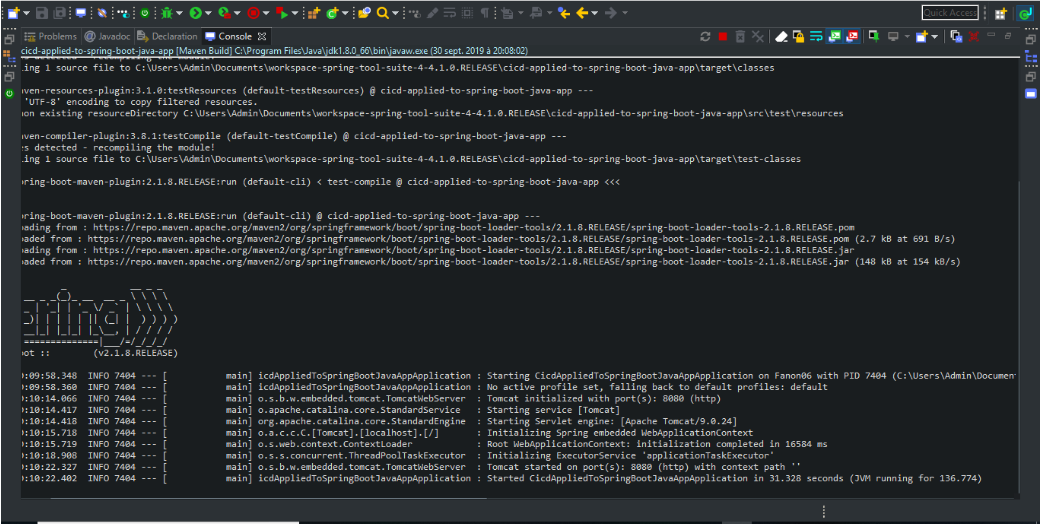 Quick Access
Problems @ Javadoc Declaration Console
cicd-applied-to-spring-boot-java-app [Maven Build] C:\Program Files\Java\jdk1.8.0_66\bin\javaw.exe (30 sept. 2019 à 20:08:02)
s detected - recompiling the module!
ling 1 source file to C:\Users\Admin\Documents\workspace-spring-tool-suite-4-4.1.0.RELEASE\cicd-applied-to-spring-boot-java-app\target\classes
aven-resources-plugin:3.1.0:testResources (default-testResources) @ cicd-applied-to-spring-boot-java-app ---
'UTF-8' encoding to copy filtered resources.
on existing resourceDirectory C:\Users\Admin\Documents\workspace-spring-tool-suite-4-4.1.0.RELEASE\cicd-applied-to-spring-boot-java-app\src\test\resources
aven-compiler-plugin:3.8.1:testCompile (default-testCompile) @ cicd-applied-to-spring-boot-java-app ---
s detected - recompiling the module!
ling 1 source file to C:\Users\Admin\Documents\workspace-spring-tool-suite-4-4.1.0.RELEASE\cicd-applied-to-spring-boot-java-app\target\test-classes
pring-boot-maven-plugin:2.1.8.RELEASE:run (default-cli) < test-compile @ cicd-applied-to-spring-boot-java-app <<<
pring-boot-maven-plugin:2.1.8.RELEASE:run (default-cli) @ cicd-applied-to-spring-boot-java-app ---
ading from : https://repo.maven.apache.org/maven2/org/springframework/boot/spring-boot-loader-tools/2.1.8.RELEASE/spring-boot-loader-tools-2.1.8.RELEASE.pom
aded from : https://repo.maven.apache.org/maven2/org/springframework/boot/spring-boot-loader-tools/2.1.8.RELEASE/spring-boot-loader-tools-2.1.8.RELEASE.pom (2.7 kB at 691 B/s)
ading from : https://repo.maven.apache.org/maven2/org/springframework/boot/spring-boot-loader-tools/2.1.8.RELEASE/spring-boot-loader-tools-2.1.8.RELEASE.jar
aded from : https://repo.maven.apache.org/maven2/org/springframework/boot/spring-boot-loader-tools/2.1.8.RELEASE/spring-boot-loader-tools-2.1.8.RELEASE.jar (148 kB at 154 kB/s)
oot :: (v2.1.8.RELEASE)
0:09:58.348 INFO 7404 --- [ main] icdAppliedToSpringBootJavaAppApplication : Starting CicdAppliedToSpringBootJavaAppApplication on Fanon06 with PID 7404 (C:\Users\Admin\Documen
0:09:58.360 INFO 7404 --- [ main] icdAppliedToSpringBootJavaAppApplication : No active profile set, falling back to default profiles: default
0:10:14.066 INFO 7404 --- [ main] o.s.b.w.embedded.tomcat.TomcatWebServer : Tomcat initialized with port(s): 8080 (http)
0:10:14.417 INFO 7404 --- [ main] o.apache.catalina.core.StandardService : Starting service [Tomcat]
0:10:14.418 INFO 7404 --- [ main] org.apache.catalina.core.StandardEngine : Starting Servlet engine: [Apache Tomcat/9.0.24]
0:10:15.718 INFO 7404 --- [ main] o.a.c.c.C.[Tomcat].[localhost].[/] : Initializing Spring embedded WebApplicationContext
0:10:15.719 INFO 7404 --- [ main] o.s.web.context.ContextLoader : Root WebApplicationContext: initialization completed in 16584 ms
0:10:18.908 INFO 7404 --- [ main] o.s.s.concurrent.ThreadPoolTaskExecutor : Initializing ExecutorService 'applicationTaskExecutor'
0:10:22.327 INFO 7404 --- [ main] o.s.b.w.embedded.tomcat.TomcatWebServer : Tomcat started on port(s): 8080 (http) with context path ''
0:10:22.402 INFO 7404 --- [ main] icdAppliedToSpringBootJavaAppApplication : Started CicdAppliedToSpringBootJavaAppApplication in 31.328 seconds (JVM running for 136.774)